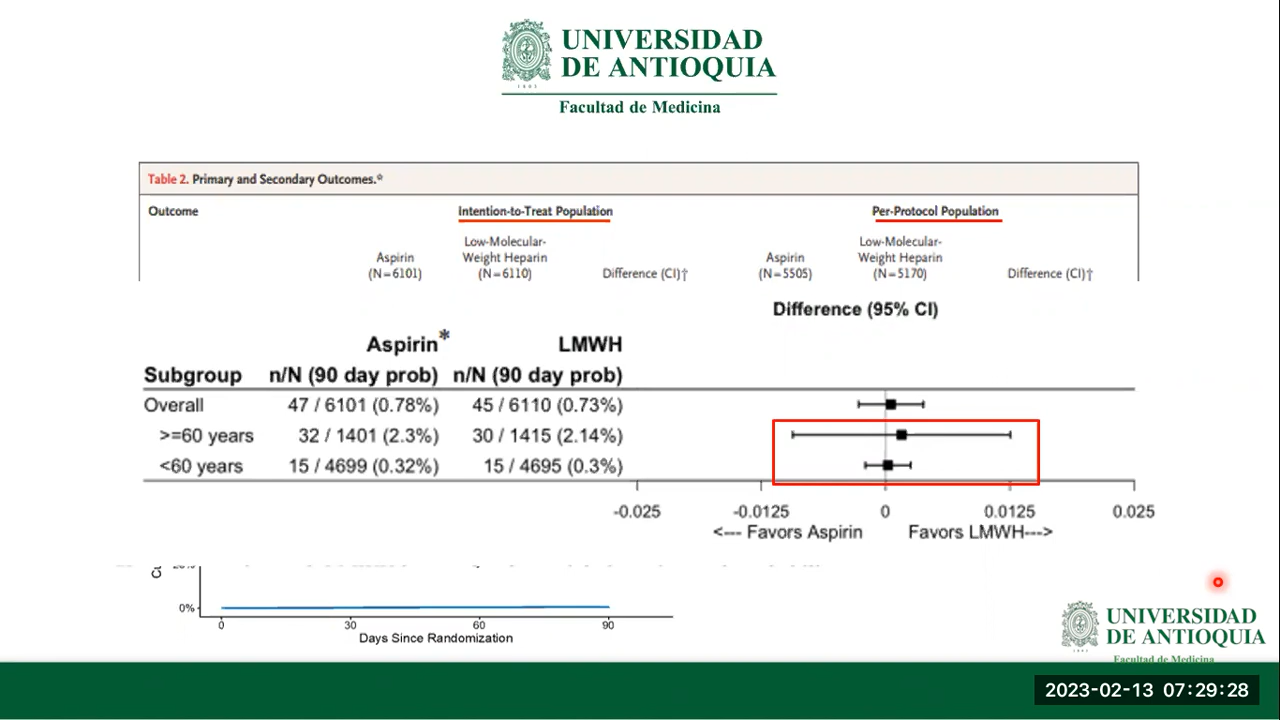 UNIVERSIDAD
DE ANTIOQUIA
1803
Facultad de Medicina
Table 2. Primary and Secondary Outcomes.*
Outcome Intention-to-Treat Population Per-Protocol Population
Aspirin
(N=6101)
Low-Molecular-
Weight Heparin
(N=6110)
Difference (CI)†
Aspirin
(N=5505)
Low-Molecular-
Weight Heparin
(N=5170)
Difference (CI)†
Difference (95% CI)
Aspirin* LMWH
Subgroup n/N (90 day prob) n/N (90 day prob)
Overall 47 / 6101 (0.78%) 45 / 6110 (0.73%)
>=60 years 32 / 1401 (2.3%) 30 / 1415 (2.14%)
<60 years 15 / 4699 (0.32%) 15 / 4695 (0.3%)
-0.025 -0.0125 0 0.0125 0.025
<--- Favors Aspirin Favors LMWH--->
0%
0 30 60 90
Days Since Randomization
UNIVERSIDAD
DE ANTIOQUIA
Facultad de Medicina
2023-02-13 07:29:28